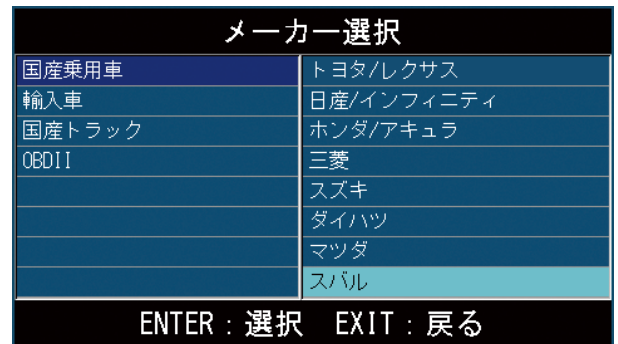 メーカー選択
国産乗用車
輸入車
国産トラック
OBDII
トヨタ/レクサス
日産/インフィニティ
ホンダ/アキュラ
三菱
スズキ
ダイハツ
マツダ
スバル
ENTER：選択 EXIT：戻る